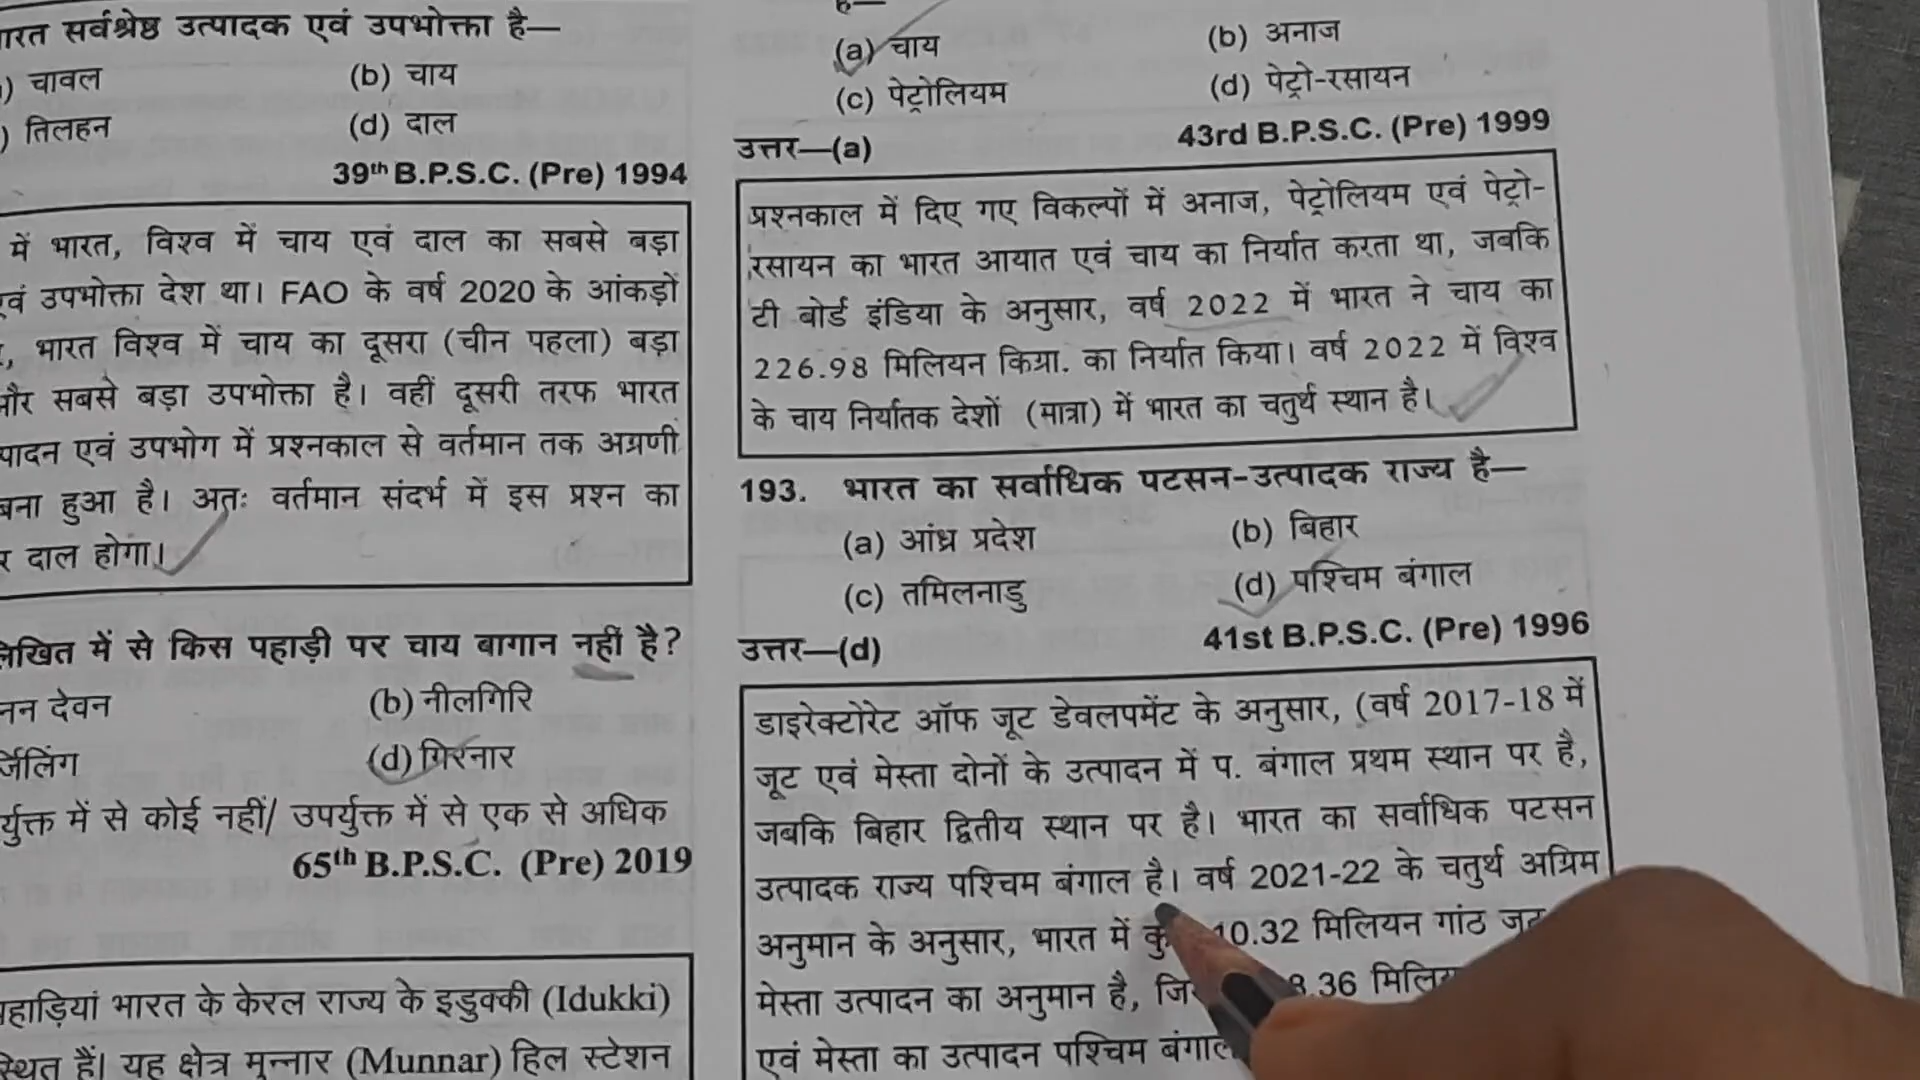 भारत सर्वश्रेष्ठ उत्पादक एवं उपभोक्ता है—
) चावल (b) चाय
) तिलहन (d) दाल
39th B.P.S.C. (Pre) 1994
में भारत, विश्व में चाय एवं दाल का सबसे बड़ा
एवं उपभोक्ता देश था। FAO के वर्ष 2020 के आंकड़ों
, भारत विश्व में चाय का दूसरा (चीन पहला) बड़ा
और सबसे बड़ा उपभोक्ता है। वहीं दूसरी तरफ भारत
पादन एवं उपभोग में प्रश्नकाल से वर्तमान तक अग्रणी
बना हुआ है। अतः वर्तमान संदर्भ में इस प्रश्न का
र दाल होगा।
लिखित में से किस पहाड़ी पर चाय बागान नहीं है?
नन देवन (b) नीलगिरि
र्जिलिंग (d) गिरनार
र्युक्त में से कोई नहीं/ उपर्युक्त में से एक से अधिक
65th B.P.S.C. (Pre) 2019
पहाड़ियां भारत के केरल राज्य के इडुक्की (Idukki)
स्थित हैं। यह क्षेत्र मुन्नार (Munnar) हिल स्टेशन
है—
(a) चाय (b) अनाज
(c) पेट्रोलियम (d) पेट्रो-रसायन
उत्तर—(a) 43rd B.P.S.C. (Pre) 1999
प्रश्नकाल में दिए गए विकल्पों में अनाज, पेट्रोलियम एवं पेट्रो-
रसायन का भारत आयात एवं चाय का निर्यात करता था, जबकि
टी बोर्ड इंडिया के अनुसार, वर्ष 2022 में भारत ने चाय का
226.98 मिलियन किग्रा. का निर्यात किया। वर्ष 2022 में विश्व
के चाय निर्यातक देशों (मात्रा) में भारत का चतुर्थ स्थान है।
193. भारत का सर्वाधिक पटसन-उत्पादक राज्य है—
(a) आंध्र प्रदेश (b) बिहार
(c) तमिलनाडु (d) पश्चिम बंगाल
उत्तर—(d) 41st B.P.S.C. (Pre) 1996
डाइरेक्टोरेट ऑफ जूट डेवलपमेंट के अनुसार, (वर्ष 2017-18 में
जूट एवं मेस्ता दोनों के उत्पादन में प. बंगाल प्रथम स्थान पर है,
जबकि बिहार द्वितीय स्थान पर है। भारत का सर्वाधिक पटसन
उत्पादक राज्य पश्चिम बंगाल है। वर्ष 2021-22 के चतुर्थ अग्रिम
अनुमान के अनुसार, भारत में 10.32 मिलियन गांठ
मेस्ता उत्पादन का अनुमान है, 8.36
एवं मेस्ता का उत्पादन पश्चिम बंगाल